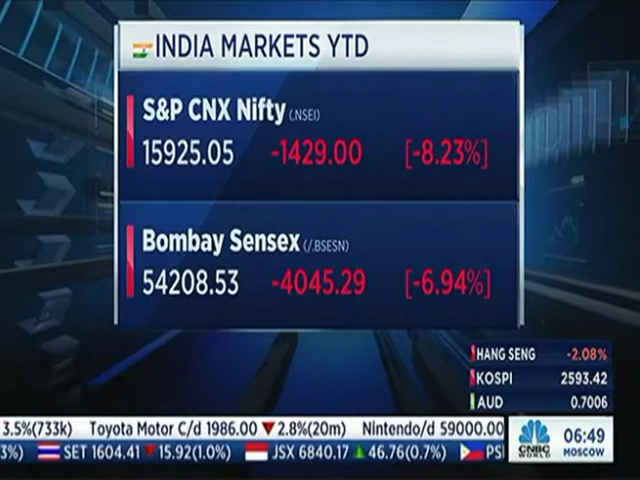 INDIA MARKETS YTD
S&P CNX Nifty (.NSEI)
15925.05 -1429.00 [-8.23%]
Bombay Sensex (/.BSESN)
54208.53 -4045.29 [-6.94%]
HANG SENG -2.08%
KOSPI 2593.42
AUD 0.7006
3.5%(733k) Toyota Motor C/d 1986.00 ▼ 2.8%(20m) Nintendo/d 59000.00
3%) SET 1604.41 ▼ 15.92(1.0%) JSX 6840.17 ▲ 46.76(0.7%) PSI
CNBC
WORLD
06:49
MOSCOW